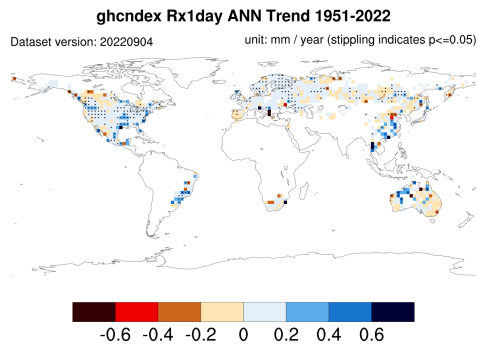 ghcndex Rx1day ANN Trend 1951-2022
Dataset version: 20220904 unit: mm / year (stippling indicates p<=0.05)
-0.6 -0.4 -0.2 0 0.2 0.4 0.6